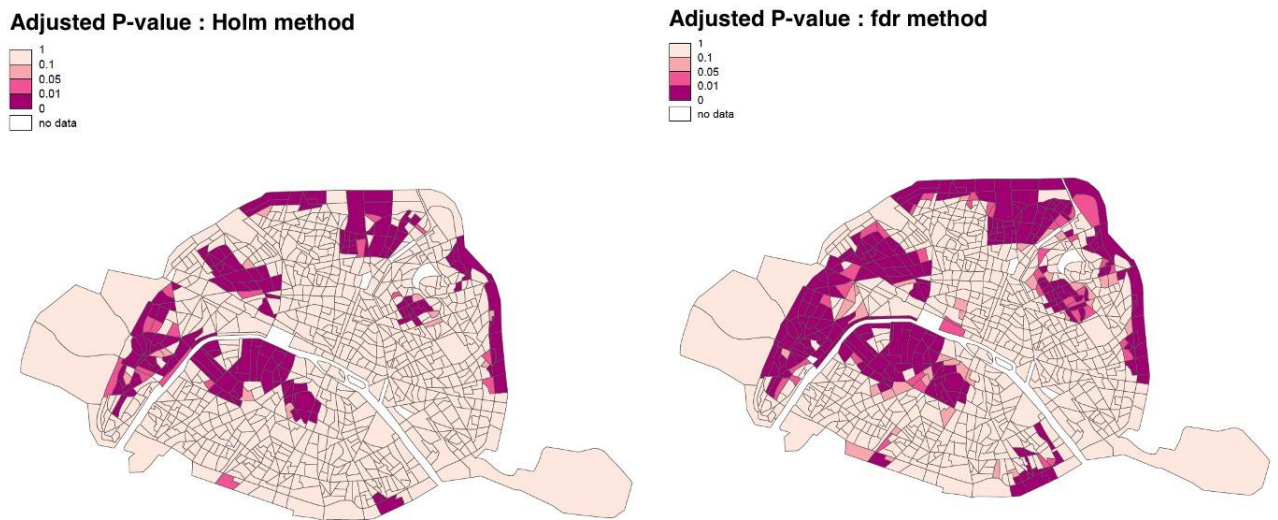 Adjusted P-value : Holm method
1
0.1
0.05
0.01
0
no data
Adjusted P-value : fdr method
1
0.1
0.05
0.01
0
no data